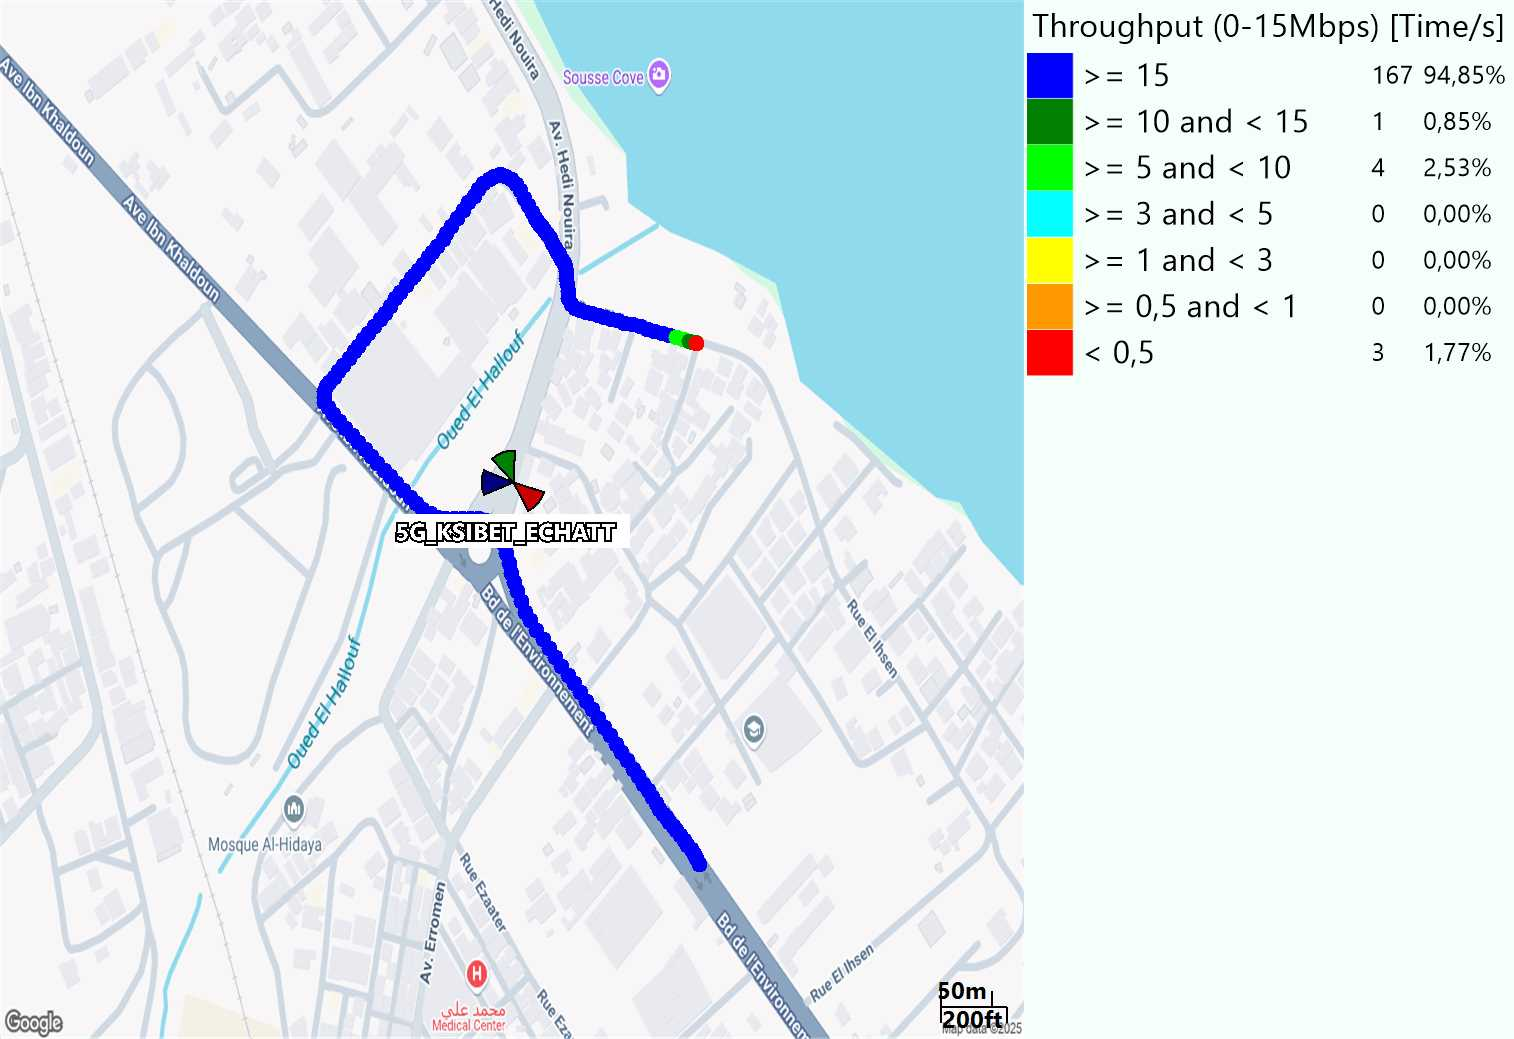 Throughput (0-15Mbps) [Time/s]
>= 15 167 94,85%
>= 10 and < 15 1 0,85%
>= 5 and < 10 4 2,53%
>= 3 and < 5 0 0,00%
>= 1 and < 3 0 0,00%
>= 0,5 and < 1 0 0,00%
< 0,5 3 1,77%
Hedi Nouira
Ave Ibn Khaldoun
Sousse Cove
Av. Hedi Nouira
Ave Ibn Khaldoun
Oued El Hallouf
5G_KSIBET_ECHATT
Bd de l'Environnement
Rue El Ihsen
Oued El Hallouf
Mosque Al-Hidaya
Rue Ezaater
Av. Erromen
Bd de l'Environnem
Rue El Ihsen
H
محمد علي
Medical Center
Rue Eza
50m
200ft
Google
Map data ©2025